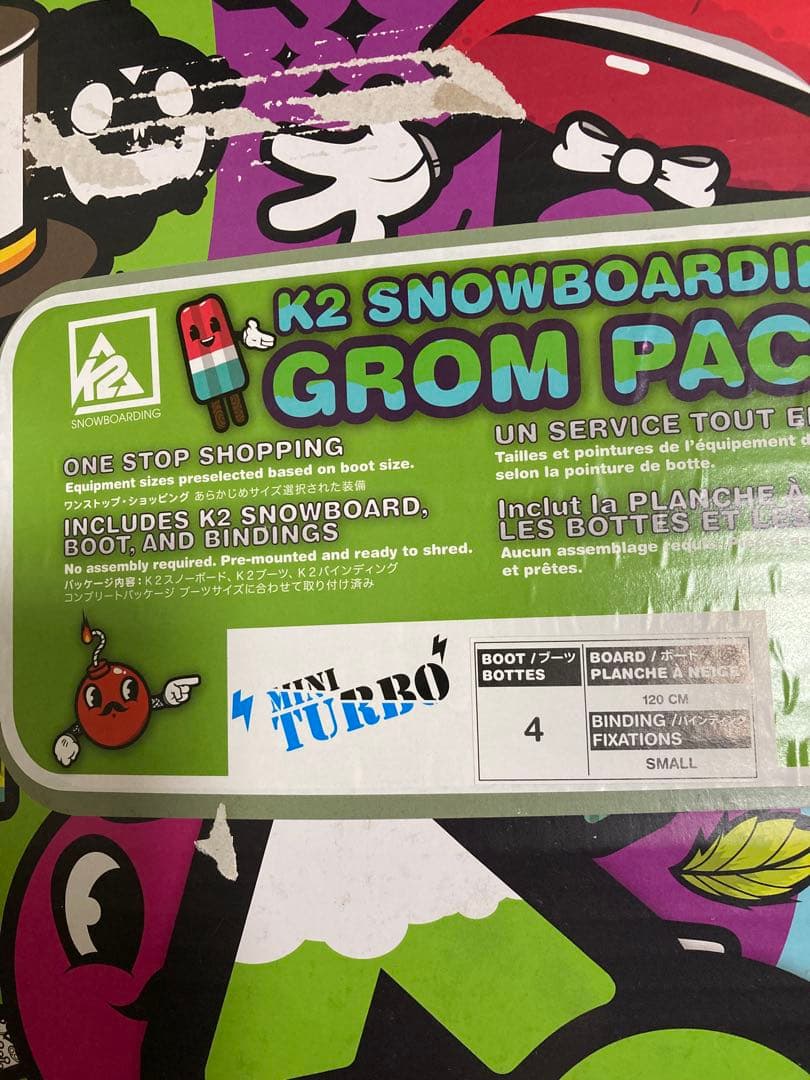 K2
SNOWBOARDING
K2 SNOWBOARDI
GROM PAC
ONE STOP SHOPPING
Equipment sizes preselected based on boot size.
ワンストップ・ショッピング あらかじめサイズ選択された装備
INCLUDES K2 SNOWBOARD,
BOOT, AND BINDINGS
No assembly required. Pre-mounted and ready to shred.
パッケージ内容：K2スノーボード、K2ブーツ、K2バインディング
コンプリートパッケージ ブーツサイズに合わせて取り付け済み
UN SERVICE TOUT E
Tailles et pointures de l'équipement
selon la pointure de botte.
Inclut la PLANCHE À
LES BOTTES ET LES
Aucun assemblage requis.
et prêtes.
MINI
TURBO
BOOT / ブーツ
BOTTES
4
BOARD / ボード
PLANCHE À NEIGE
120 CM
BINDING / バインディング
FIXATIONS
SMALL